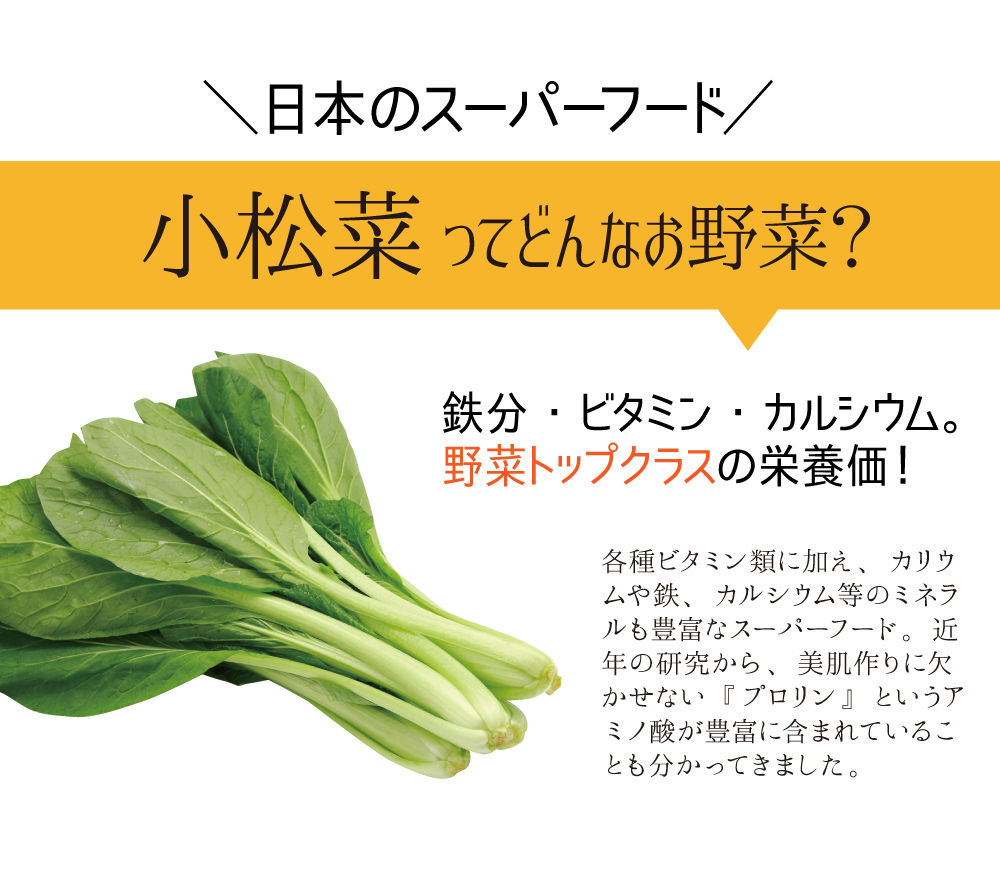 ＼日本のスーパーフード／
小松菜ってどんなお野菜？
鉄分・ビタミン・カルシウム。
野菜トップクラスの栄養価！
各種ビタミン類に加え、カリウ
ムや鉄、カルシウム等のミネラ
ルも豊富なスーパーフード。近
年の研究から、美肌作りに欠
かせない『プロリン』というア
ミノ酸が豊富に含まれているこ
とも分かってきました。